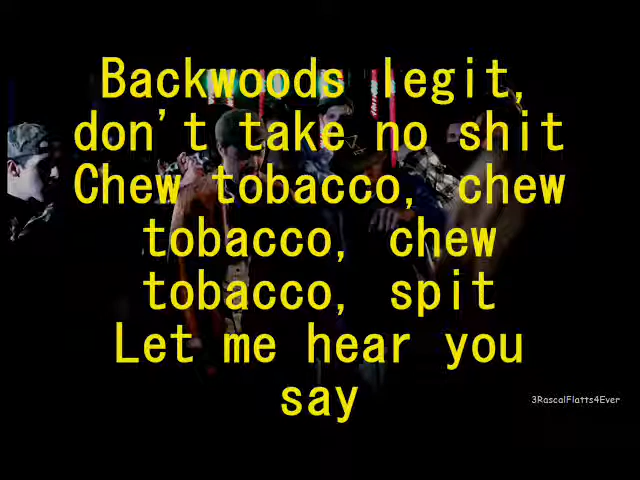 Backwoods legit,
don't take no shit
Chew tobacco, chew
tobacco, chew
tobacco, spit
Let me hear you
say
3RascalFlatts4Ever